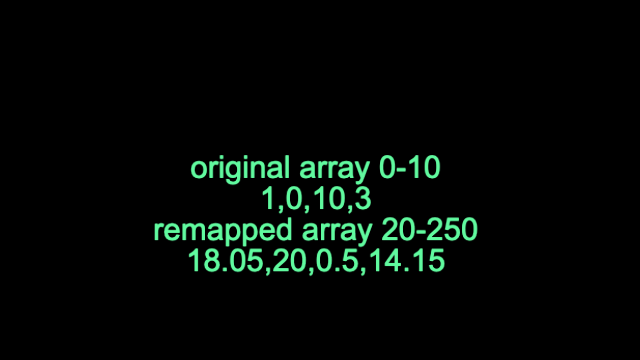 original array 0-10
1,0,10,3
remapped array 20-250
18.05,20,0.5,14.15